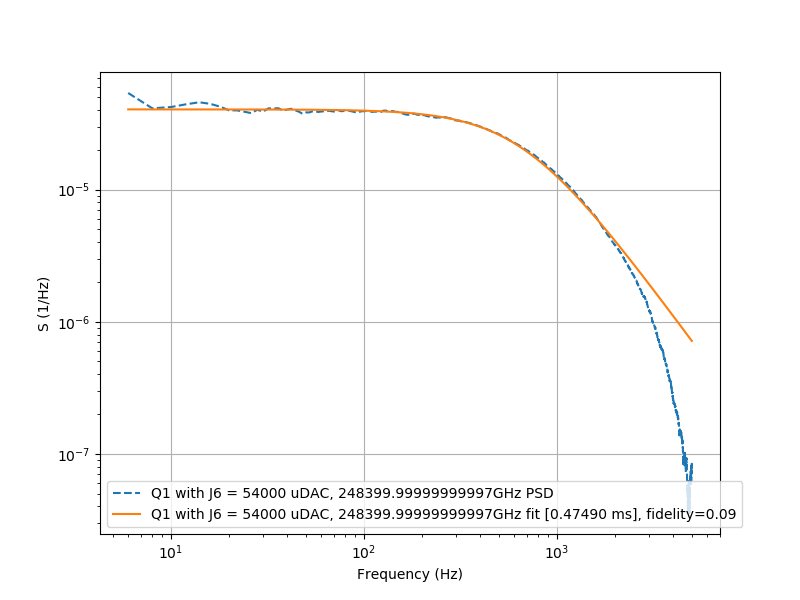 S (1/Hz)
10⁻⁵
10⁻⁶
10⁻⁷
Q1 with J6 = 54000 uDAC, 248399.99999999997GHz PSD
Q1 with J6 = 54000 uDAC, 248399.99999999997GHz fit [0.47490 ms], fidelity=0.09
10¹ 10² 10³
Frequency (Hz)